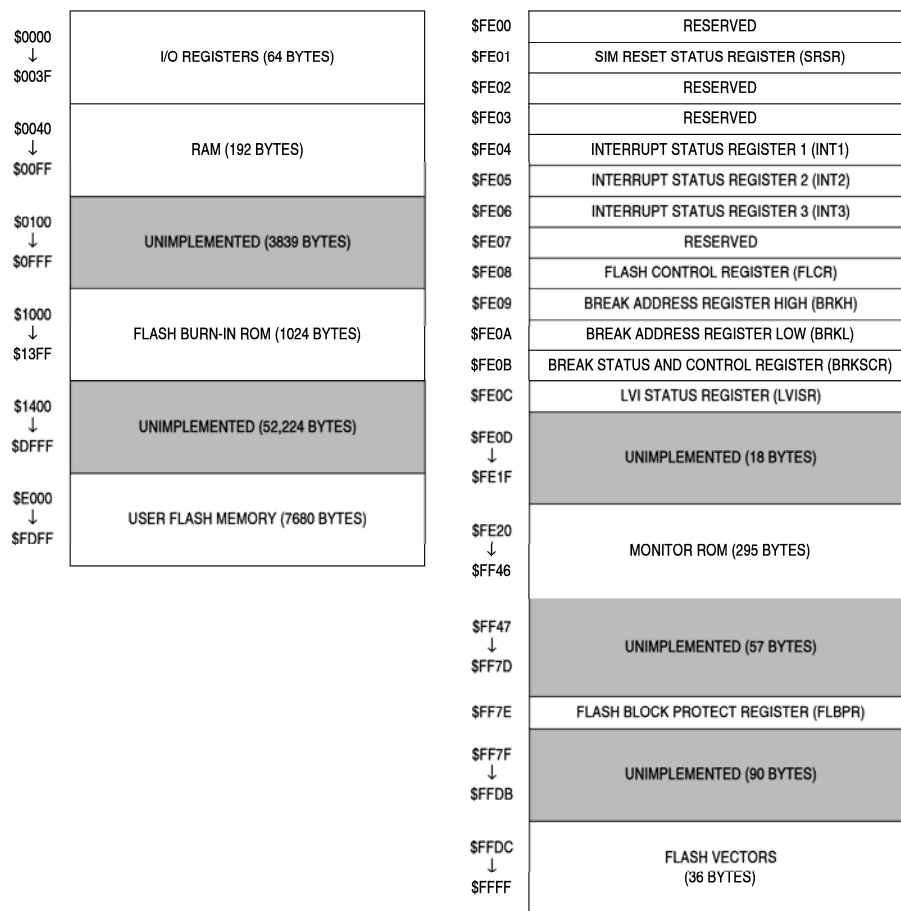 $0000
↓
$003F
I/O REGISTERS (64 BYTES)
$0040
↓
$00FF
RAM (192 BYTES)
$0100
↓
$0FFF
UNIMPLEMENTED (3839 BYTES)
$1000
↓
$13FF
FLASH BURN-IN ROM (1024 BYTES)
$1400
↓
$DFFF
UNIMPLEMENTED (52,224 BYTES)
$E000
↓
$FDFF
USER FLASH MEMORY (7680 BYTES)
$FE00 RESERVED
$FE01 SIM RESET STATUS REGISTER (SRSR)
$FE02 RESERVED
$FE03 RESERVED
$FE04 INTERRUPT STATUS REGISTER 1 (INT1)
$FE05 INTERRUPT STATUS REGISTER 2 (INT2)
$FE06 INTERRUPT STATUS REGISTER 3 (INT3)
$FE07 RESERVED
$FE08 FLASH CONTROL REGISTER (FLCR)
$FE09 BREAK ADDRESS REGISTER HIGH (BRKH)
$FE0A BREAK ADDRESS REGISTER LOW (BRKL)
$FE0B BREAK STATUS AND CONTROL REGISTER (BRKSCR)
$FE0C LVI STATUS REGISTER (LVISR)
$FE0D
↓
$FE1F
UNIMPLEMENTED (18 BYTES)
$FE20
↓
$FF46
MONITOR ROM (295 BYTES)
$FF47
↓
$FF7D
UNIMPLEMENTED (57 BYTES)
$FF7E FLASH BLOCK PROTECT REGISTER (FLBPR)
$FF7F
↓
$FFDB
UNIMPLEMENTED (90 BYTES)
$FFDC
↓
$FFFF
FLASH VECTORS
(36 BYTES)